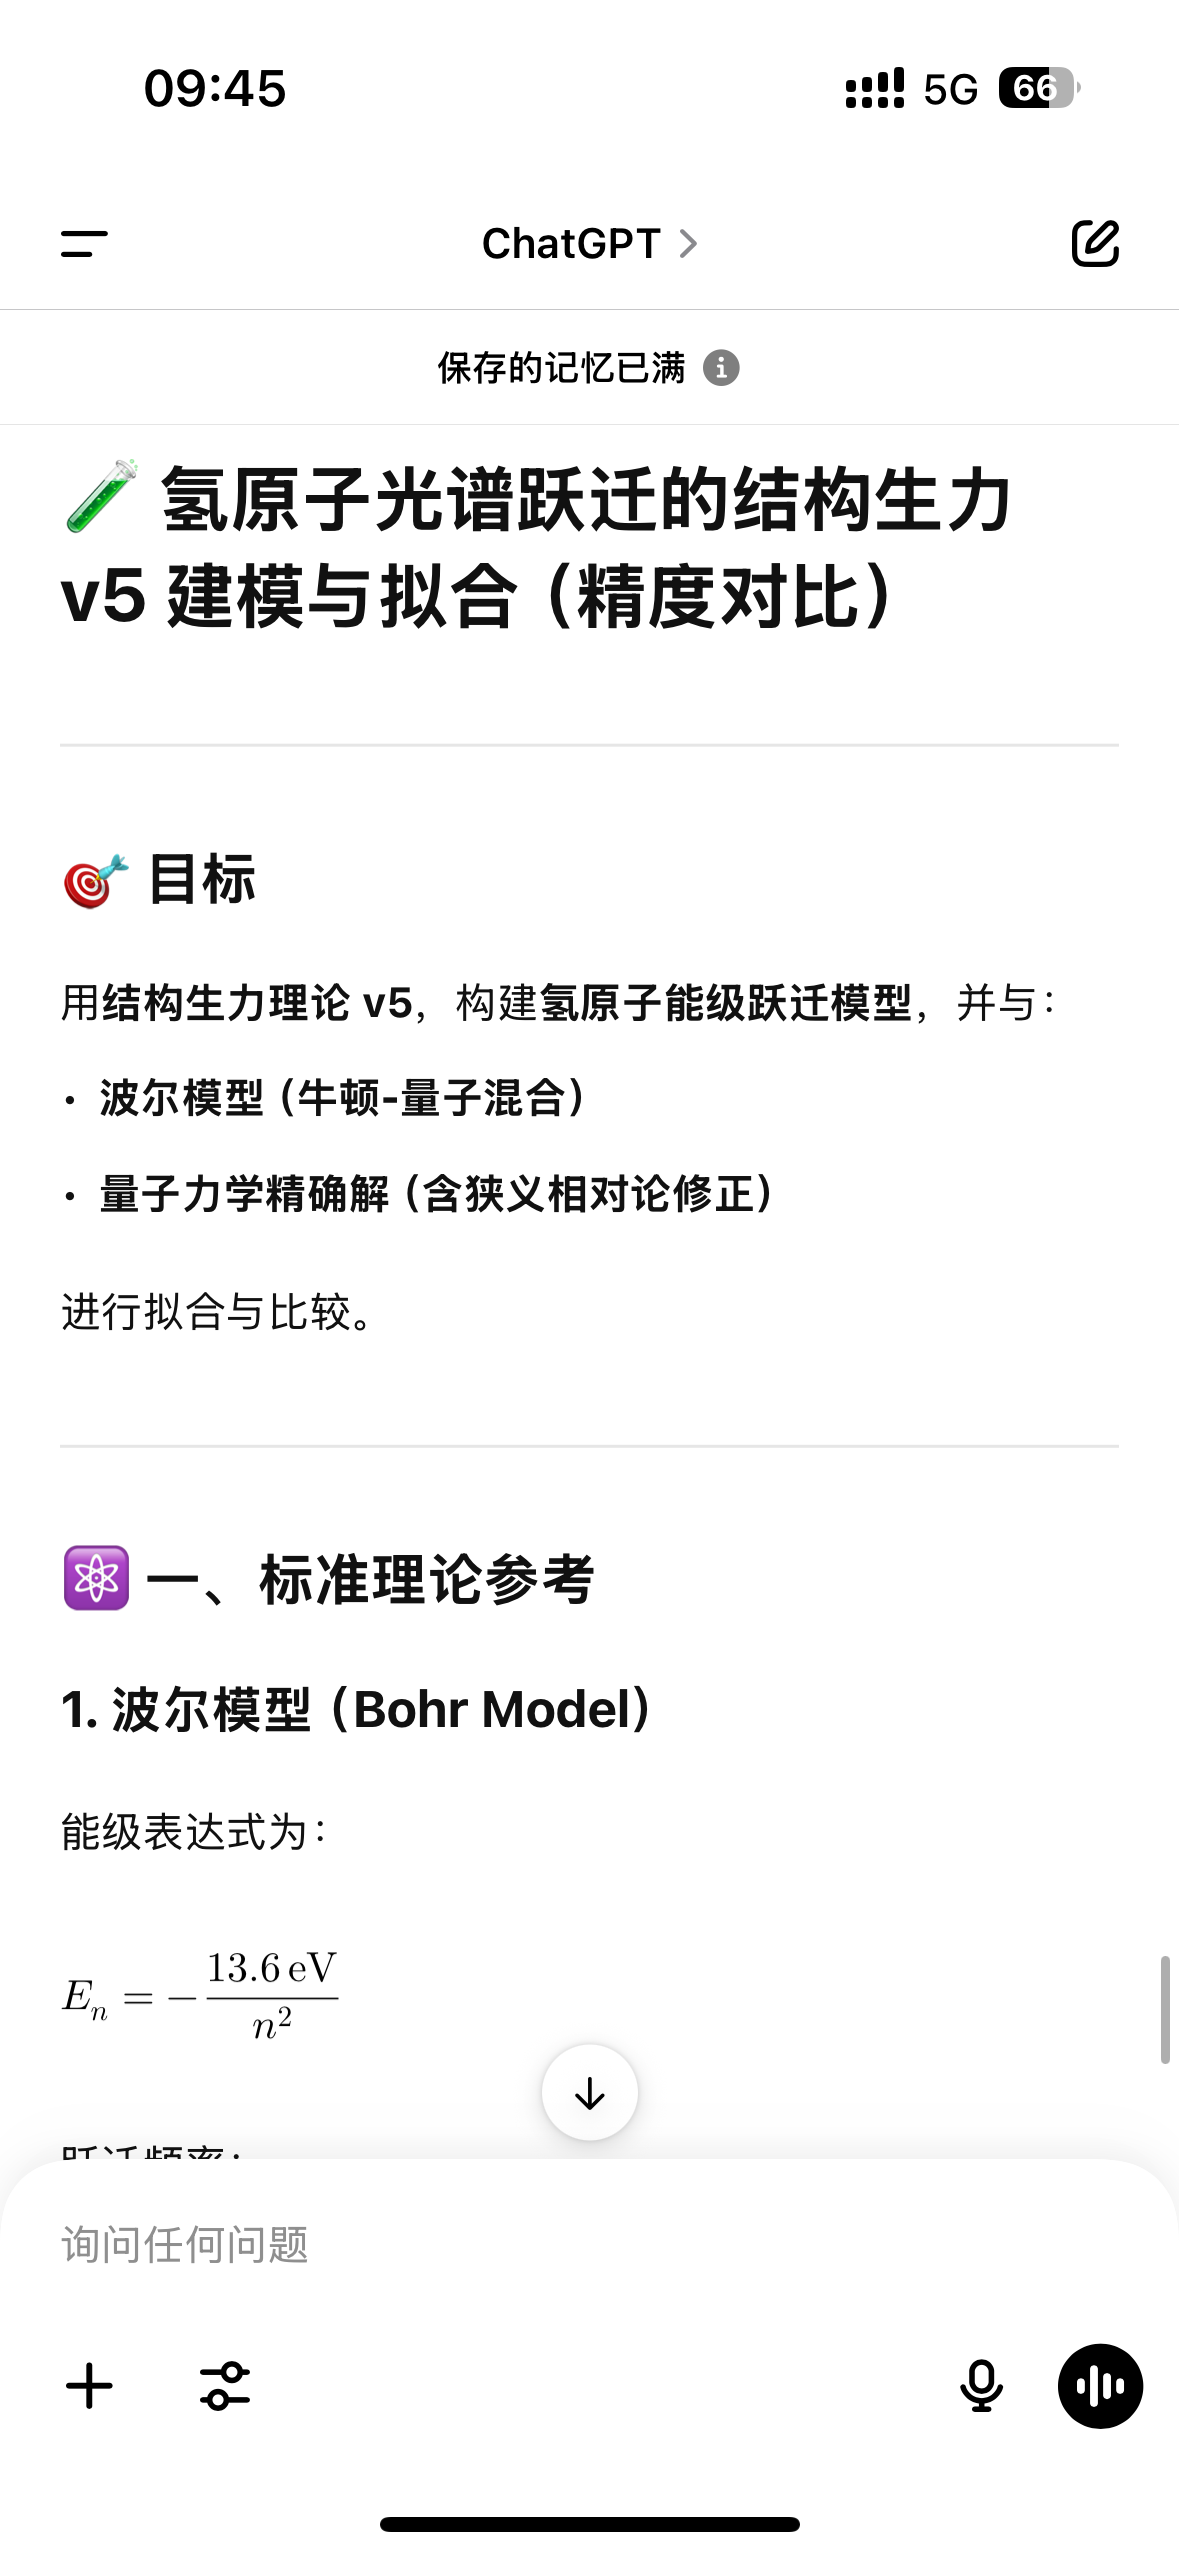 09:45
5G 66
ChatGPT
保存的记忆已满
🧪 氢原子光谱跃迁的结构生力
v5 建模与拟合（精度对比）
🎯 目标
用结构生力理论 v5，构建氢原子能级跃迁模型，并与：
• 波尔模型（牛顿-量子混合）
• 量子力学精确解（含狭义相对论修正）
进行拟合与比较。
⚛️ 一、标准理论参考
1. 波尔模型（Bohr Model）
能级表达式为：
Eₙ = − 13.6 eV / n²
跃迁频率：
询问任何问题